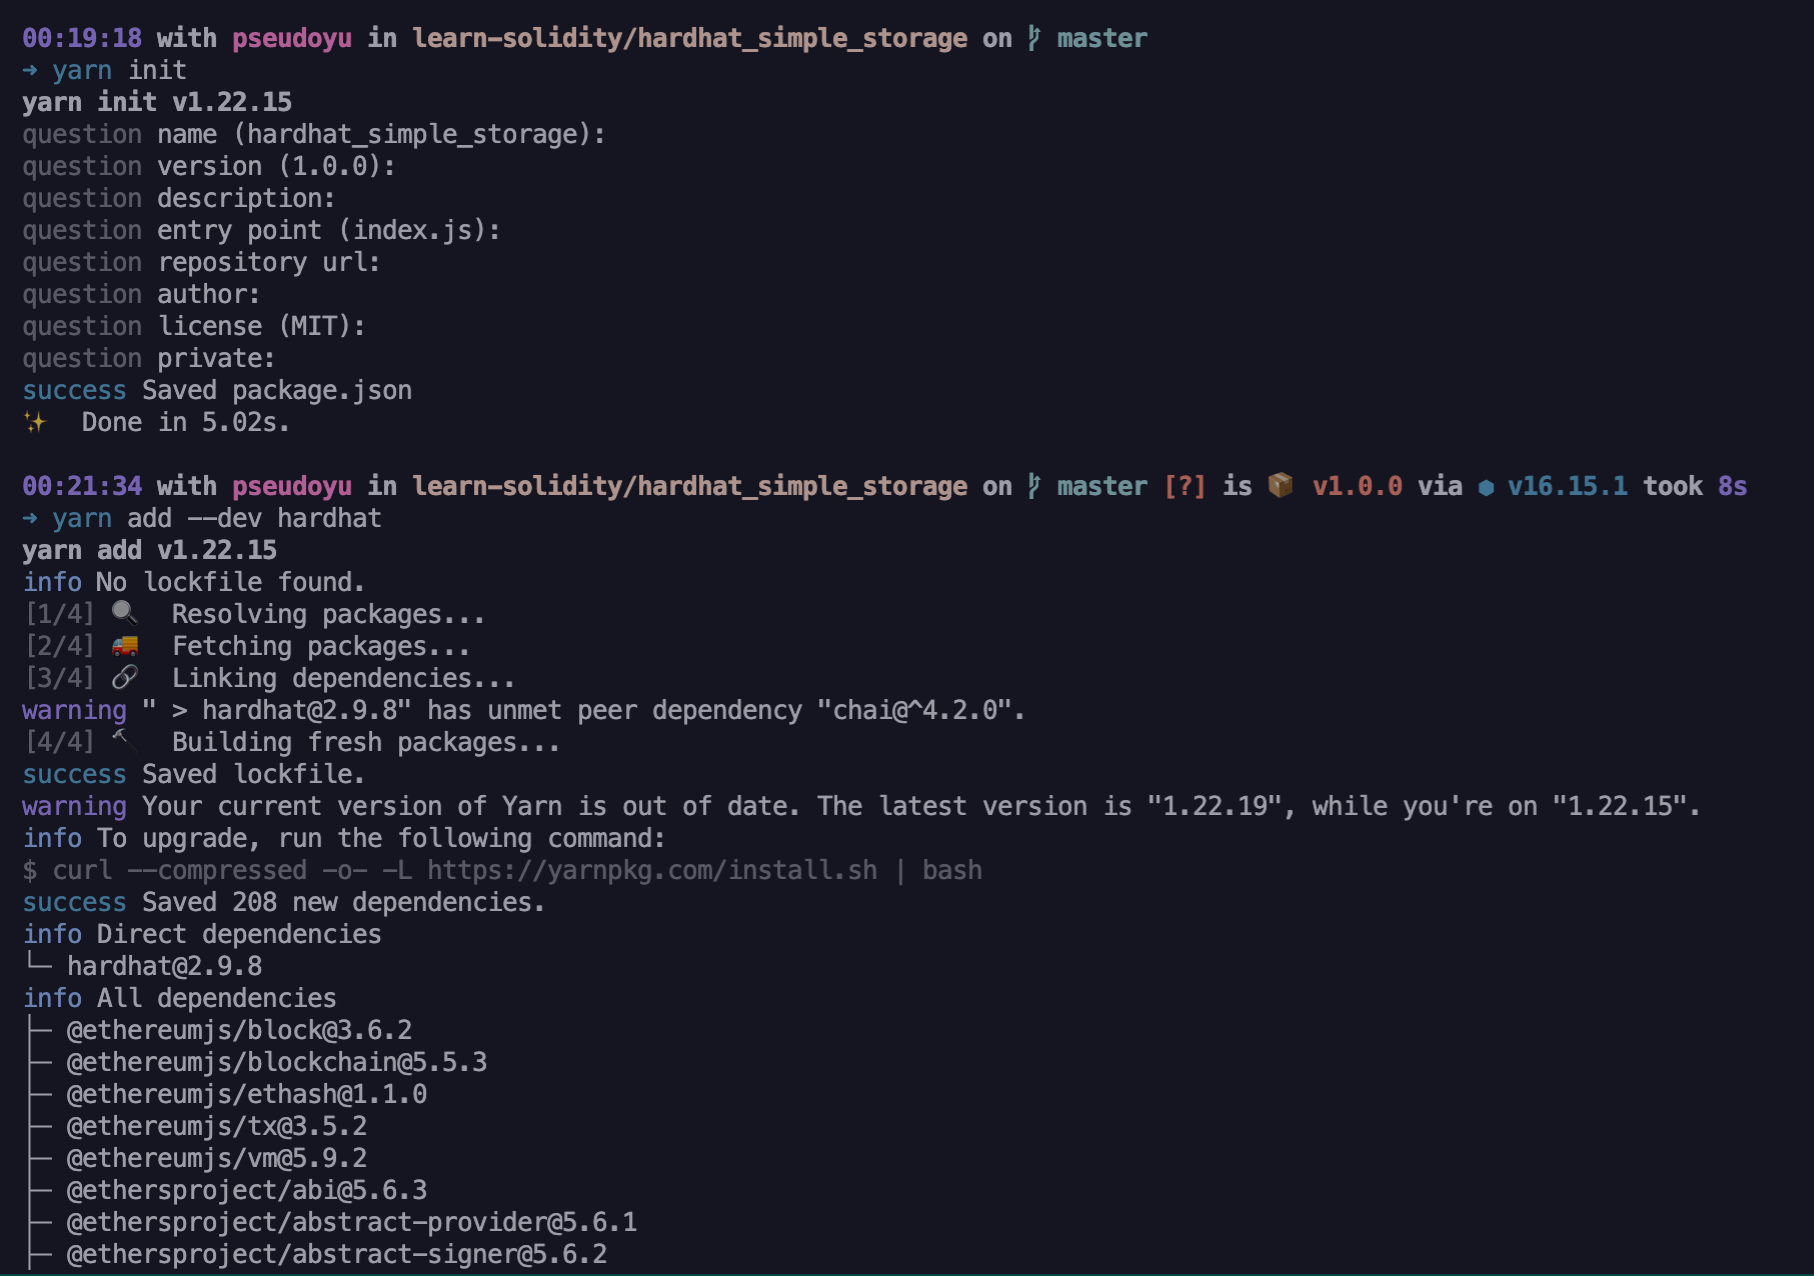 00:19:18 with pseudoyu in learn-solidity/hardhat_simple_storage on master
➜ yarn init
yarn init v1.22.15
question name (hardhat_simple_storage):
question version (1.0.0):
question description:
question entry point (index.js):
question repository url:
question author:
question license (MIT):
question private:
success Saved package.json
✨  Done in 5.02s.
00:21:34 with pseudoyu in learn-solidity/hardhat_simple_storage on master [?] is 📦 v1.0.0 via ⬢ v16.15.1 took 8s
➜ yarn add --dev hardhat
yarn add v1.22.15
info No lockfile found.
[1/4] 🔍  Resolving packages...
[2/4] 🚚  Fetching packages...
[3/4] 🔗  Linking dependencies...
warning " > hardhat@2.9.8" has unmet peer dependency "chai@^4.2.0".
[4/4] 🔨  Building fresh packages...
success Saved lockfile.
warning Your current version of Yarn is out of date. The latest version is "1.22.19", while you're on "1.22.15".
info To upgrade, run the following command:
$ curl --compressed -o- -L https://yarnpkg.com/install.sh | bash
success Saved 208 new dependencies.
info Direct dependencies
└─ hardhat@2.9.8
info All dependencies
├─ @ethereumjs/block@3.6.2
├─ @ethereumjs/blockchain@5.5.3
├─ @ethereumjs/ethash@1.1.0
├─ @ethereumjs/tx@3.5.2
├─ @ethereumjs/vm@5.9.2
├─ @ethersproject/abi@5.6.3
├─ @ethersproject/abstract-provider@5.6.1
├─ @ethersproject/abstract-signer@5.6.2